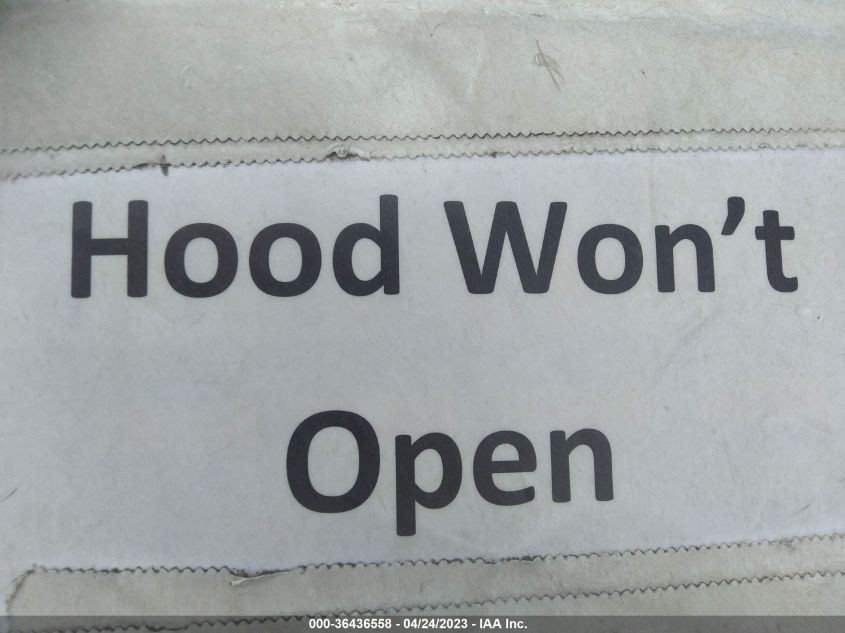 Hood Won’t
Open
000-36436558 - 04/24/2023 - IAA Inc.